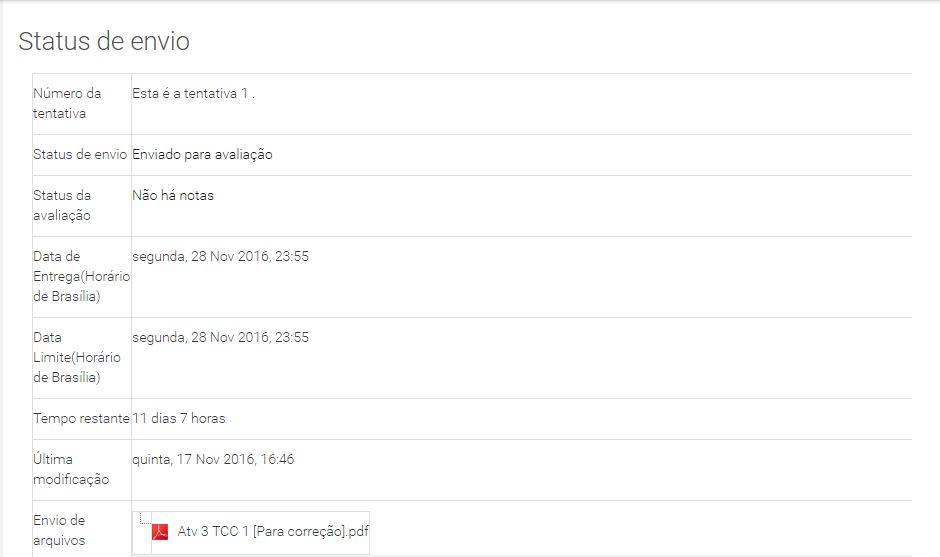 Status de envio
Número da
tentativa
Esta é a tentativa 1 .
Status de envio
Enviado para avaliação
Status da
avaliação
Não há notas
Data de
Entrega(Horário
de Brasília)
segunda, 28 Nov 2016, 23:55
Data
Limite(Horário
de Brasília)
segunda, 28 Nov 2016, 23:55
Tempo restante
11 dias 7 horas
Última
modificação
quinta, 17 Nov 2016, 16:46
Envio de
arquivos
Atv 3 TCC 1 [Para correção].pdf